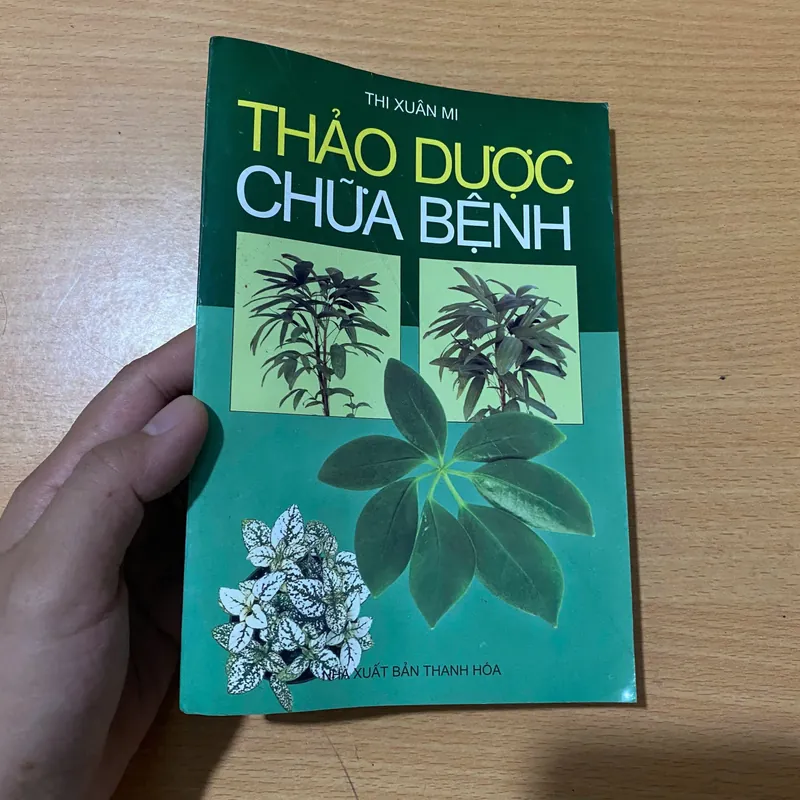 THI XUÂN MI
THẢO DƯỢC
CHỮA BỆNH
NHÀ XUẤT BẢN THANH HÓA